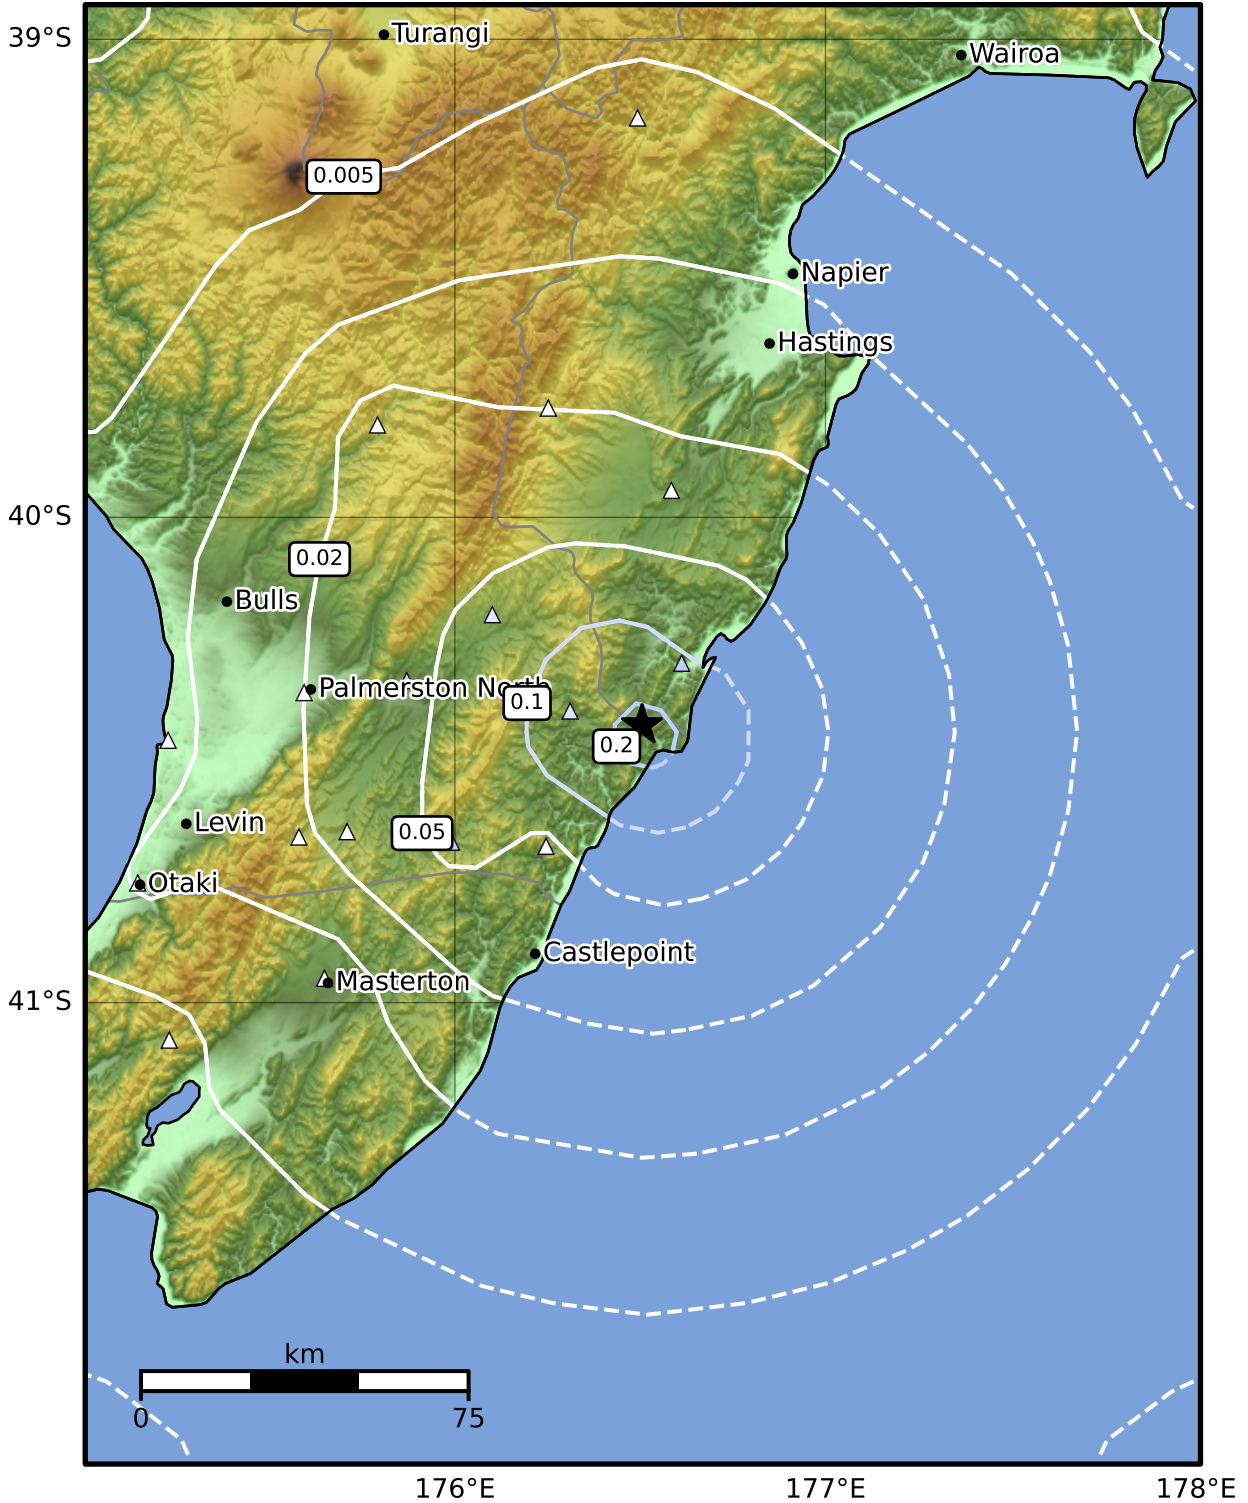 39°S
Turangi
Wairoa
0.005
Napier
Hastings
40°S
0.02
Bulls
Palmerston North
0.1
0.2
Levin
0.05
Otaki
Castlepoint
Masterton
41°S
km
0 75
176°E 177°E 178°E